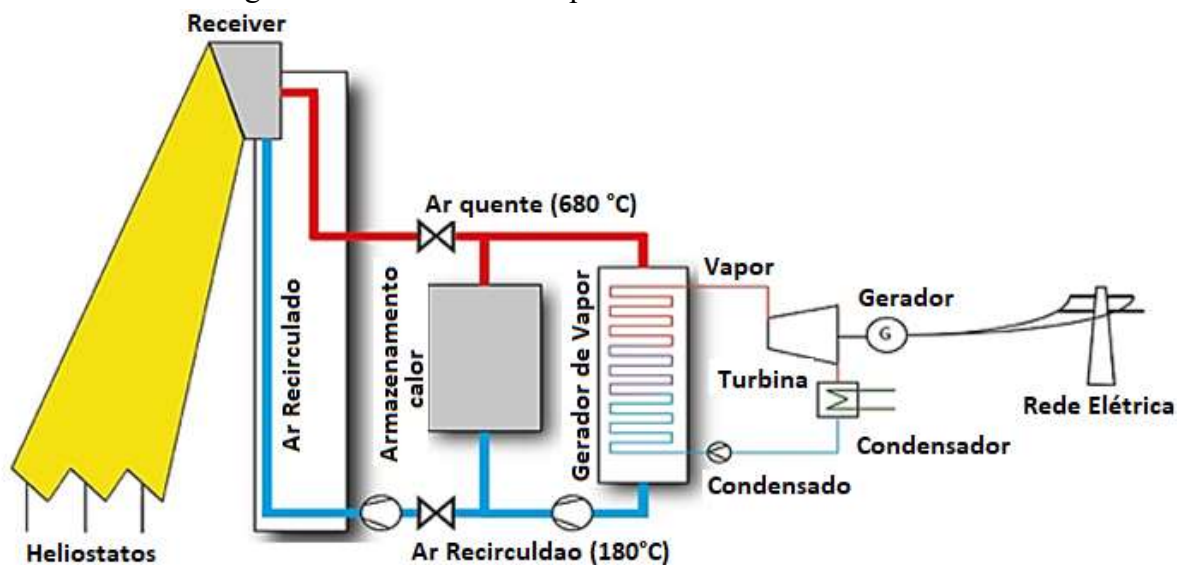 Receiver
Ar quente (680 °C)
Vapor
Gerador
G
Ar Recirculado
Armazenamento
calor
Gerador de Vapor
Turbina
Rede Elétrica
Condensador
Condensado
Heliostatos
Ar Recirculdao (180°C)